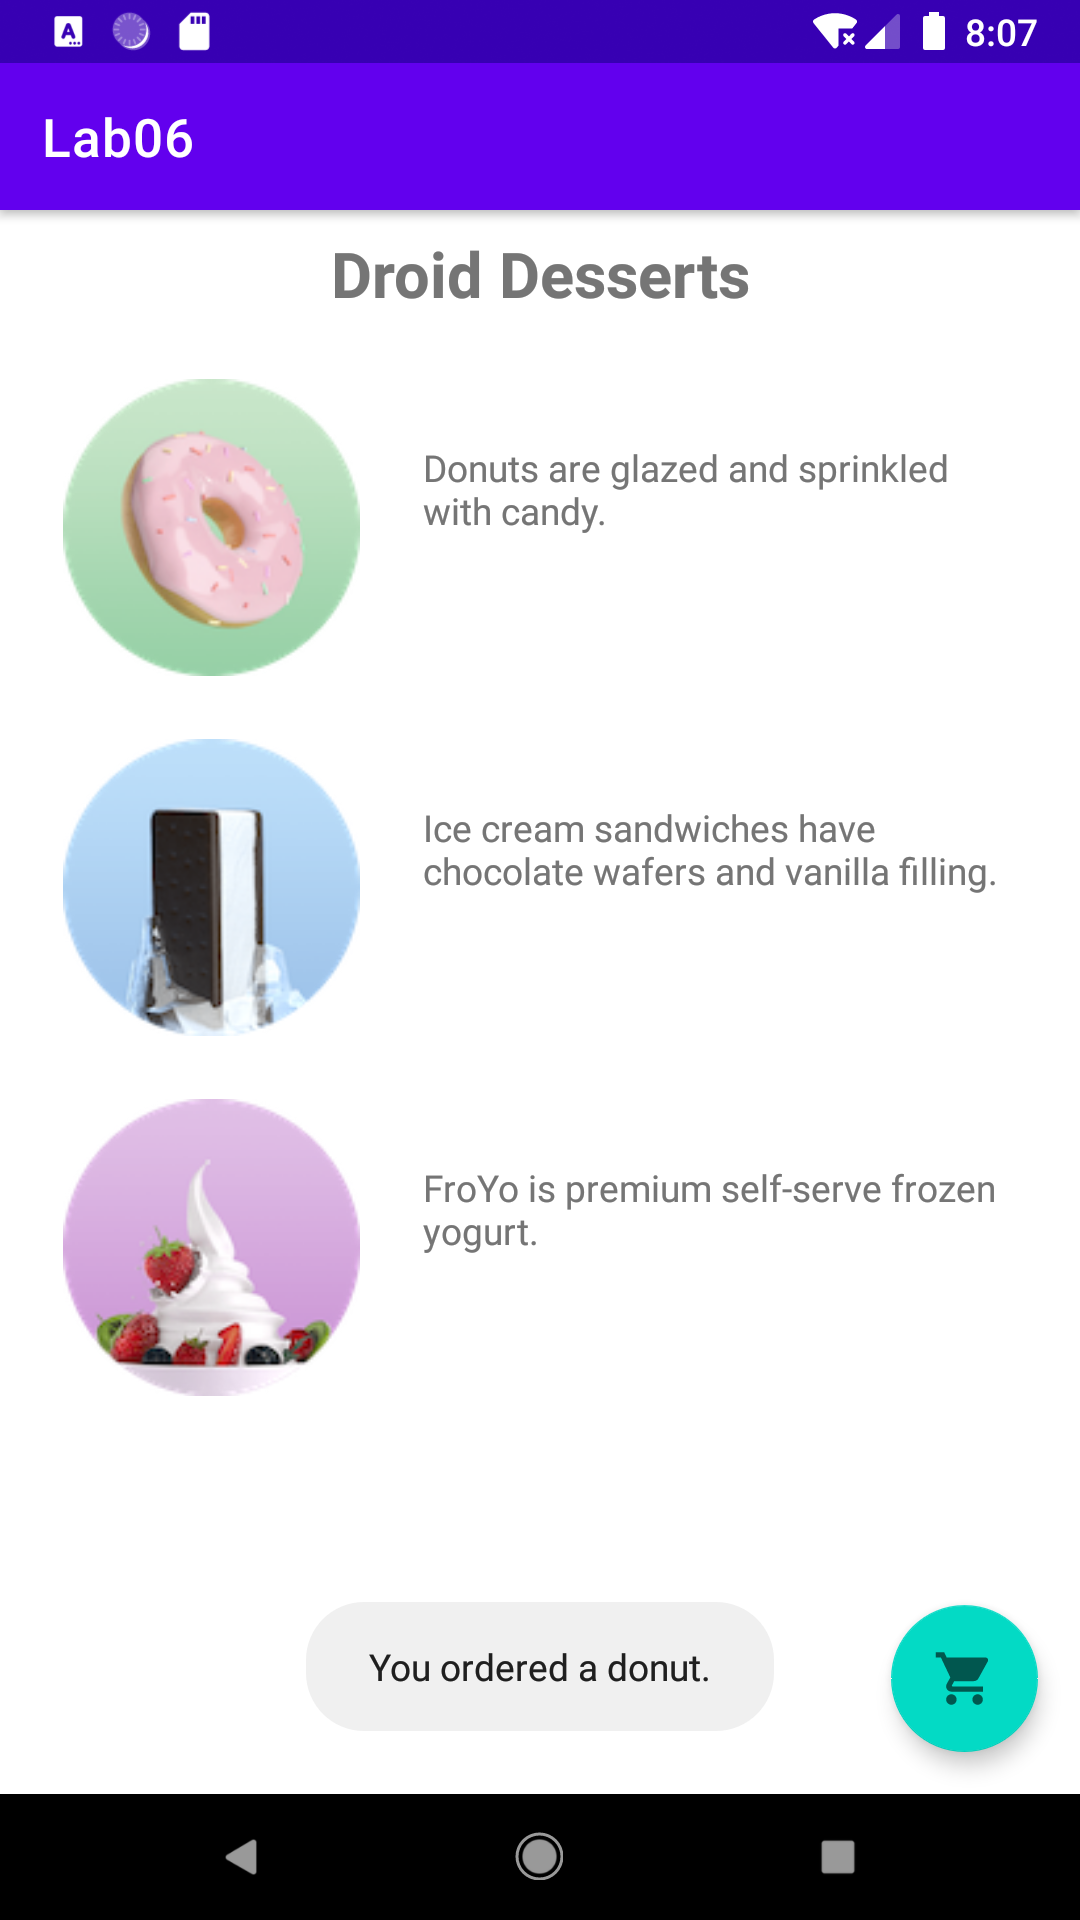 8:07
Lab06
Droid Desserts
Donuts are glazed and sprinkled
with candy.
Ice cream sandwiches have
chocolate wafers and vanilla filling.
FroYo is premium self-serve frozen
yogurt.
You ordered a donut.